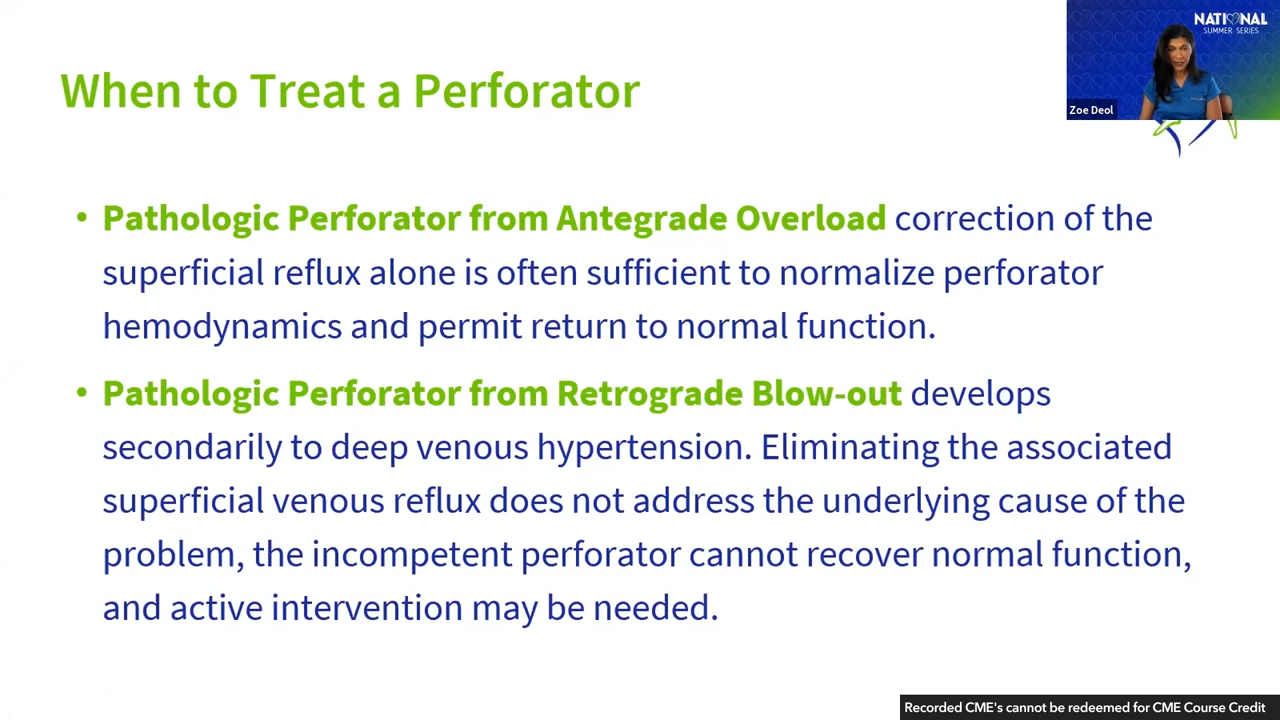 NATIONAL
SUMMER SERIES
Zoe Deol
When to Treat a Perforator
• Pathologic Perforator from Antegrade Overload correction of the
superficial reflux alone is often sufficient to normalize perforator
hemodynamics and permit return to normal function.
• Pathologic Perforator from Retrograde Blow-out develops
secondarily to deep venous hypertension. Eliminating the associated
superficial venous reflux does not address the underlying cause of the
problem, the incompetent perforator cannot recover normal function,
and active intervention may be needed.
Recorded CME's cannot be redeemed for CME Course Credit